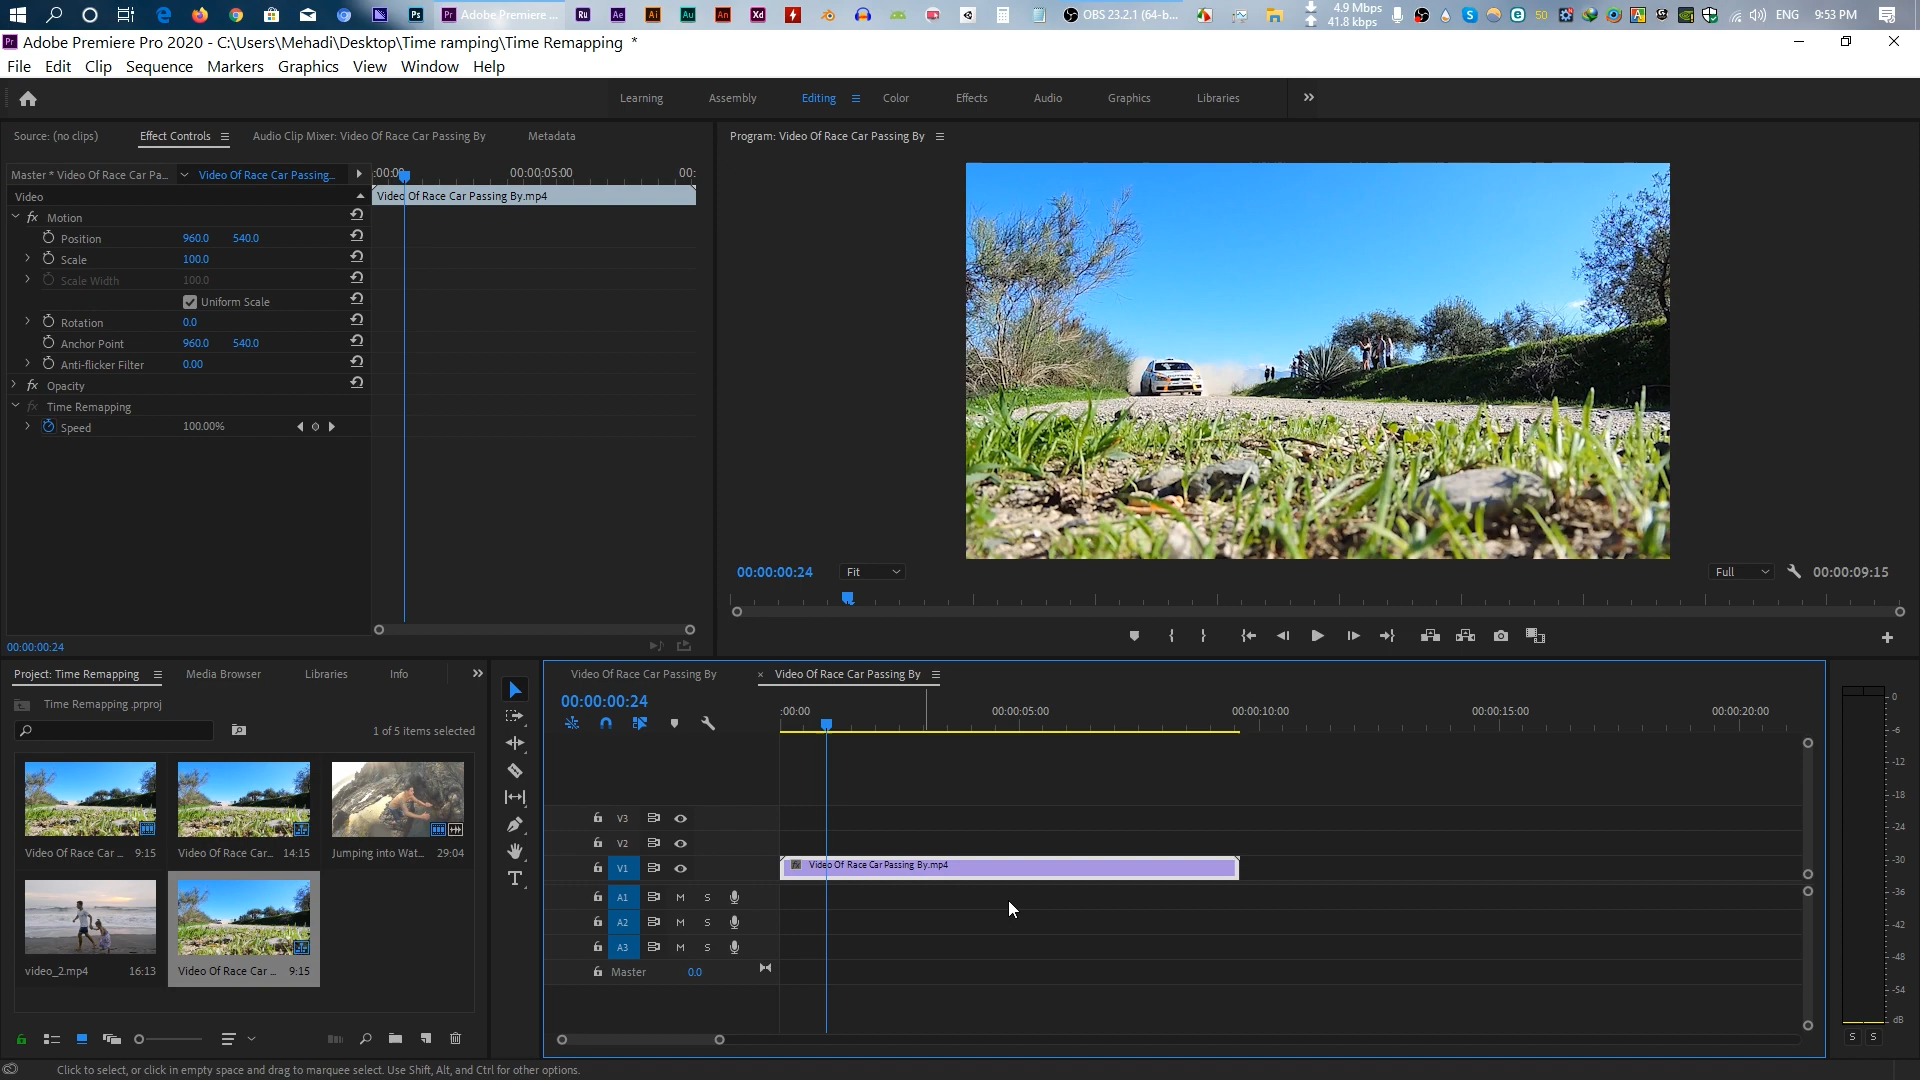 Adobe Premiere ...
OBS 23.2.1 (64-b...
4.9 Mbps
41.8 kbps
50
ENG
9:53 PM
Adobe Premiere Pro 2020 - C:\Users\Mehadi\Desktop\Time ramping\Time Remapping *
File Edit Clip Sequence Markers Graphics View Window Help
Learning Assembly Editing Color Effects Audio Graphics Libraries
Source: (no clips) Effect Controls Audio Clip Mixer: Video Of Race Car Passing By Metadata
Master * Video Of Race Car Pa... Video Of Race Car Passing...
:00:00 00:00:05:00 00:
Video
Video Of Race Car Passing By.mp4
fx Motion
Position 960.0 540.0
Scale 100.0
Scale Width 100.0
Uniform Scale
Rotation 0.0
Anchor Point 960.0 540.0
Anti-flicker Filter 0.00
fx Opacity
fx Time Remapping
Speed 100.00%
00:00:00:24
Program: Video Of Race Car Passing By
00:00:00:24 Fit Full 00:00:09:15
Project: Time Remapping Media Browser Libraries Info
Time Remapping .prproj
1 of 5 items selected
Video Of Race Car ... 9:15
Video Of Race Car... 14:15
Jumping into Wat... 29:04
video_2.mp4 16:13
Video Of Race Car ... 9:15
Video Of Race Car Passing By × Video Of Race Car Passing By
00:00:00:24
:00:00 00:00:05:00 00:00:10:00 00:00:15:00 00:00:20:00
V3
V2
V1
fx Video Of Race Car Passing By.mp4
A1 M S
A2 M S
A3 M S
Master 0.0
0
-6
-12
-18
-24
-30
-36
-42
-48
-54
dB
S S
Click to select, or click in empty space and drag to marquee select. Use Shift, Alt, and Ctrl for other options.